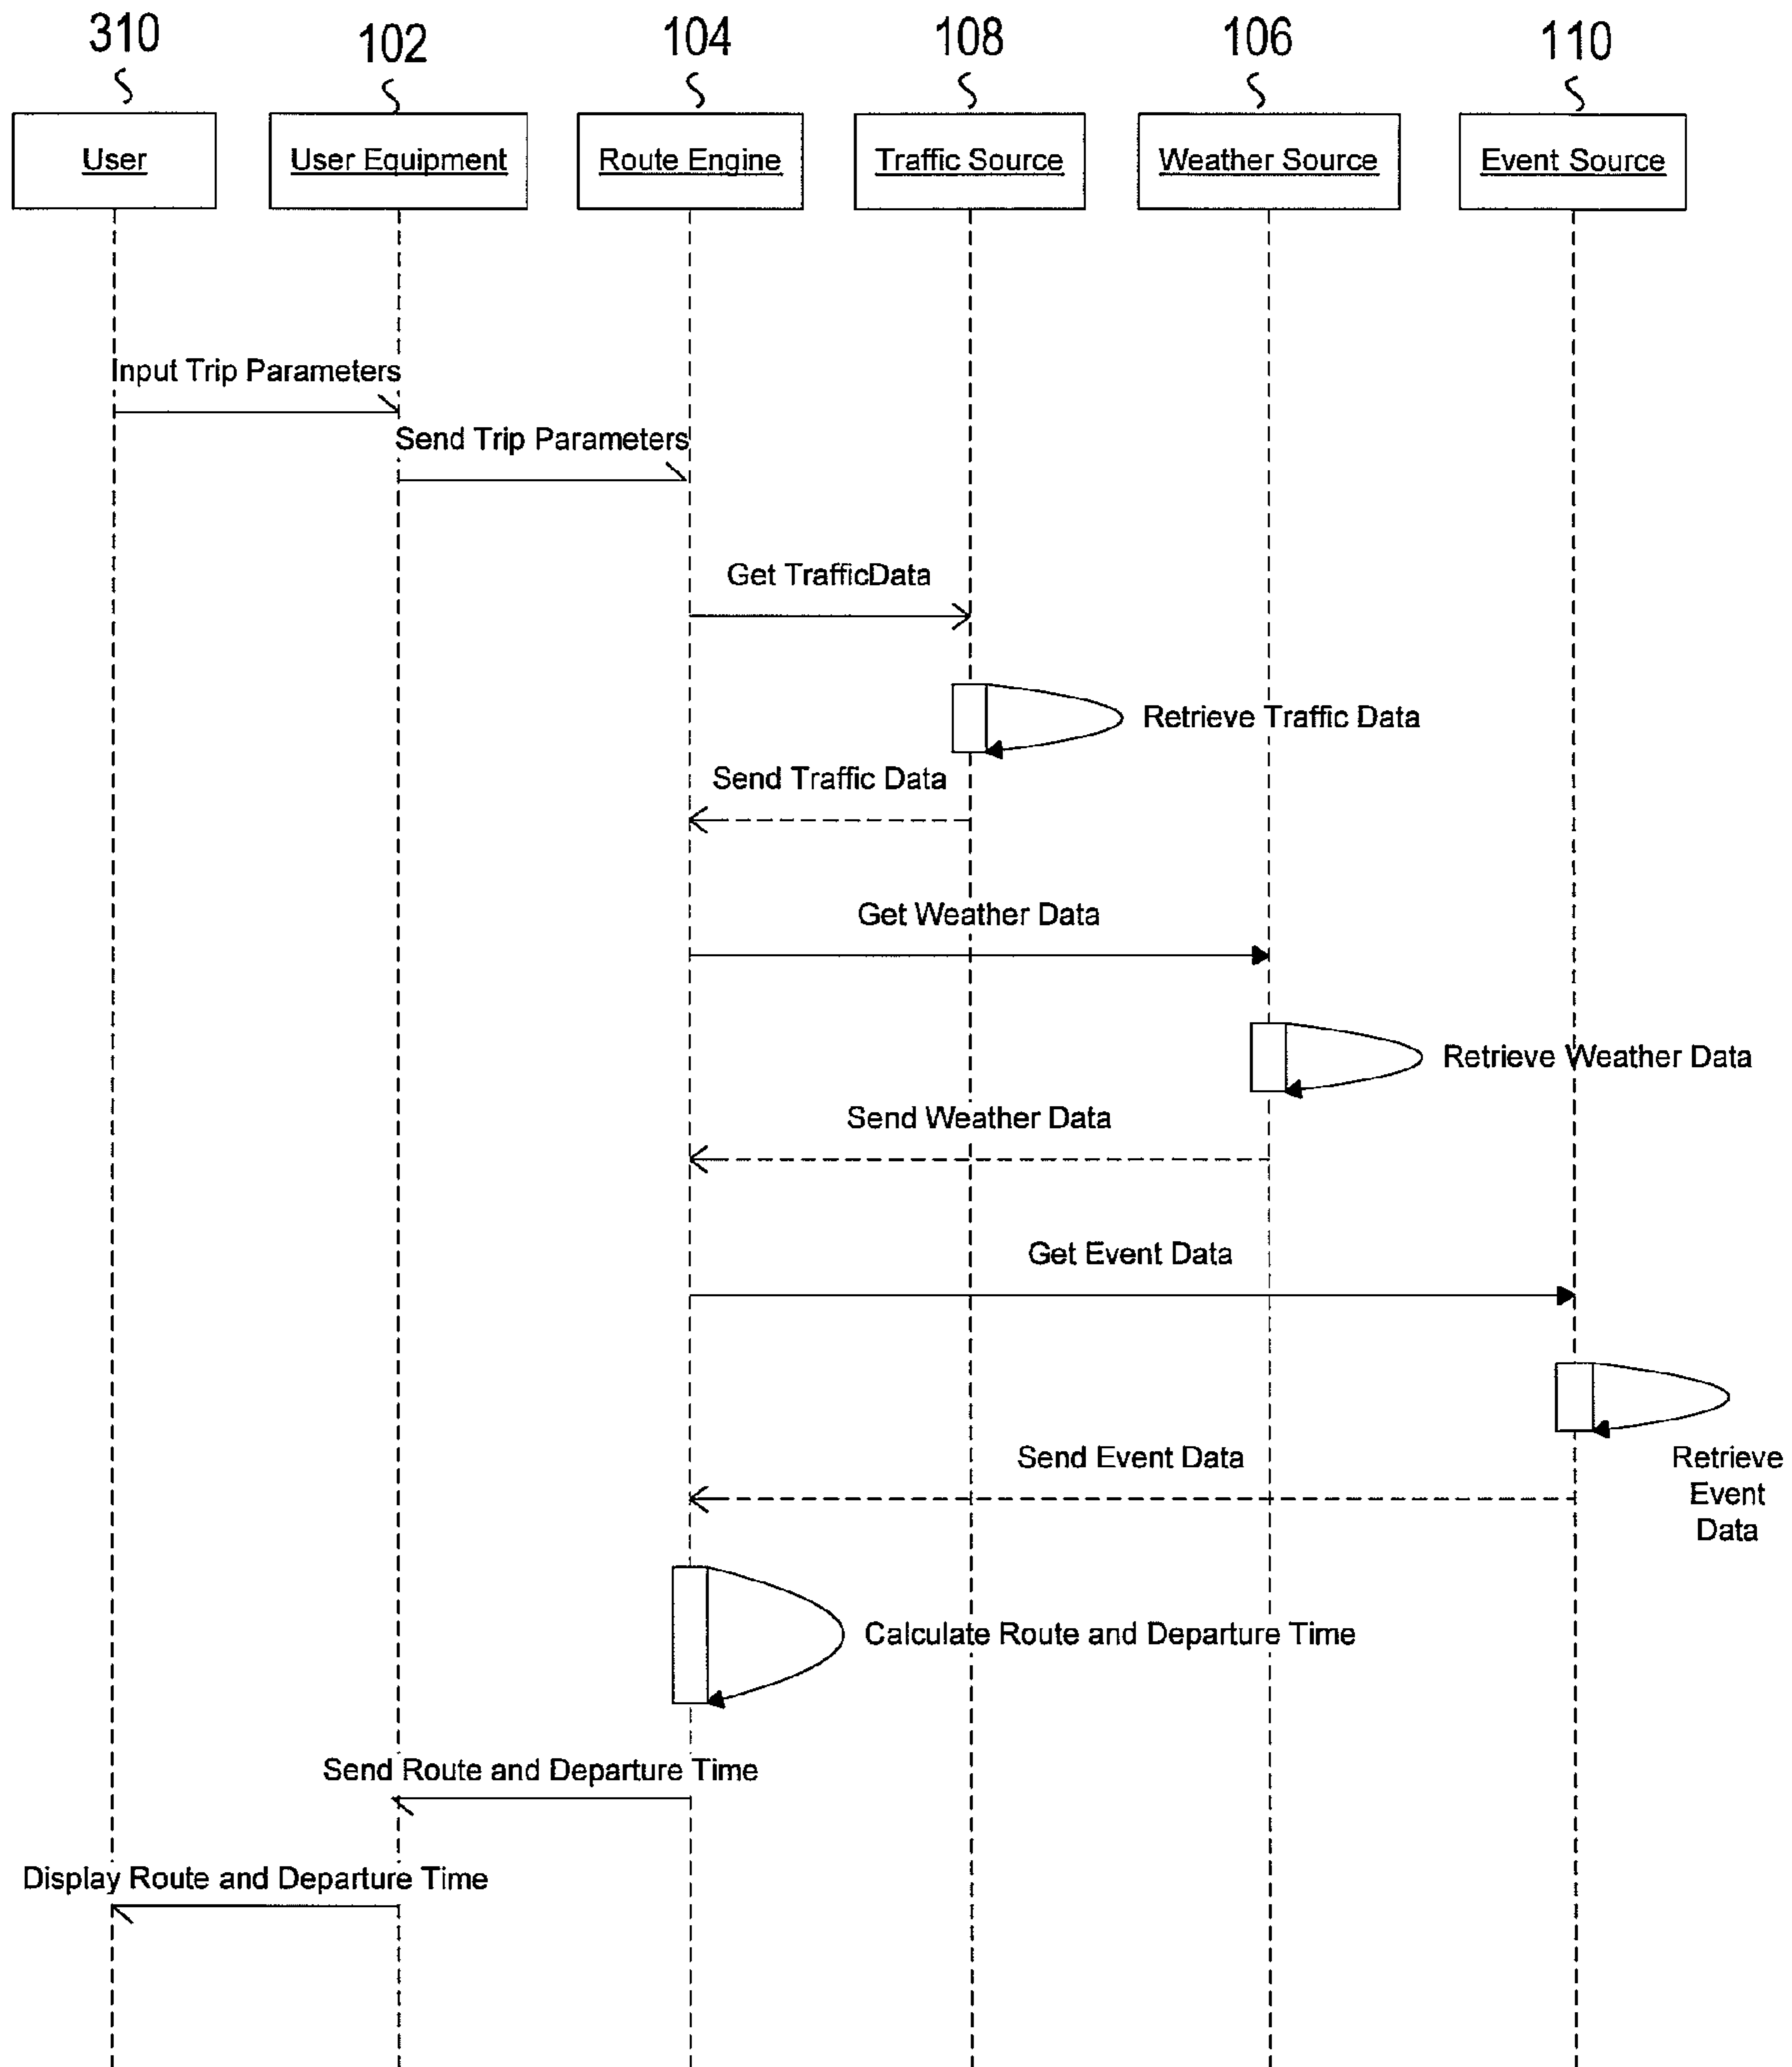 310
102
104
108
106
110
User
User Equipment
Route Engine
Traffic Source
Weather Source
Event Source
Input Trip Parameters
Send Trip Parameters
Get TrafficData
Retrieve Traffic Data
Send Traffic Data
Get Weather Data
Retrieve Weather Data
Send Weather Data
Get Event Data
Send Event Data
Retrieve
Event
Data
Calculate Route and Departure Time
Send Route and Departure Time
Display Route and Departure Time